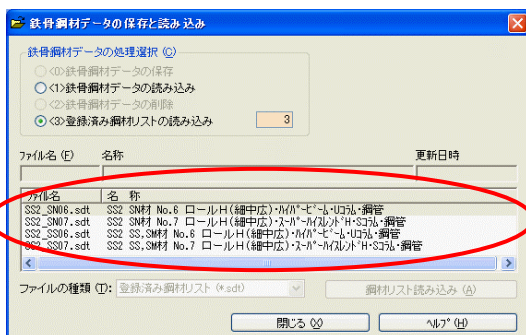 鉄骨鋼材データの保存と読み込み
鉄骨鋼材データの処理選択 (C)
<0>鉄骨鋼材データの保存
<1>鉄骨鋼材データの読み込み
<2>鉄骨鋼材データの削除
<3>登録済み鋼材リストの読み込み 3
ファイル名 (F) 名称 更新日時
ファイル名 名 称
SS2_SN06.sdt SS2 SN材 No.6 ロールH(細中広)・ハイパービーム・Uコラム・鋼管
SS2_SN07.sdt SS2 SN材 No.7 ロールH(細中広)・スーパーハイスレンドH・Sコラム・鋼管
SS2_SS06.sdt SS2 SS,SM材 No.6 ロールH(細中広)・ハイパービーム・Uコラム・鋼管
SS2_SS07.sdt SS2 SS,SM材 No.7 ロールH(細中広)・スーパーハイスレンドH・Sコラム・鋼管
ファイルの種類 (T): 登録済み鋼材リスト (*.sdt) 鋼材リスト読み込み (A)
閉じる (X) ヘルプ (H)